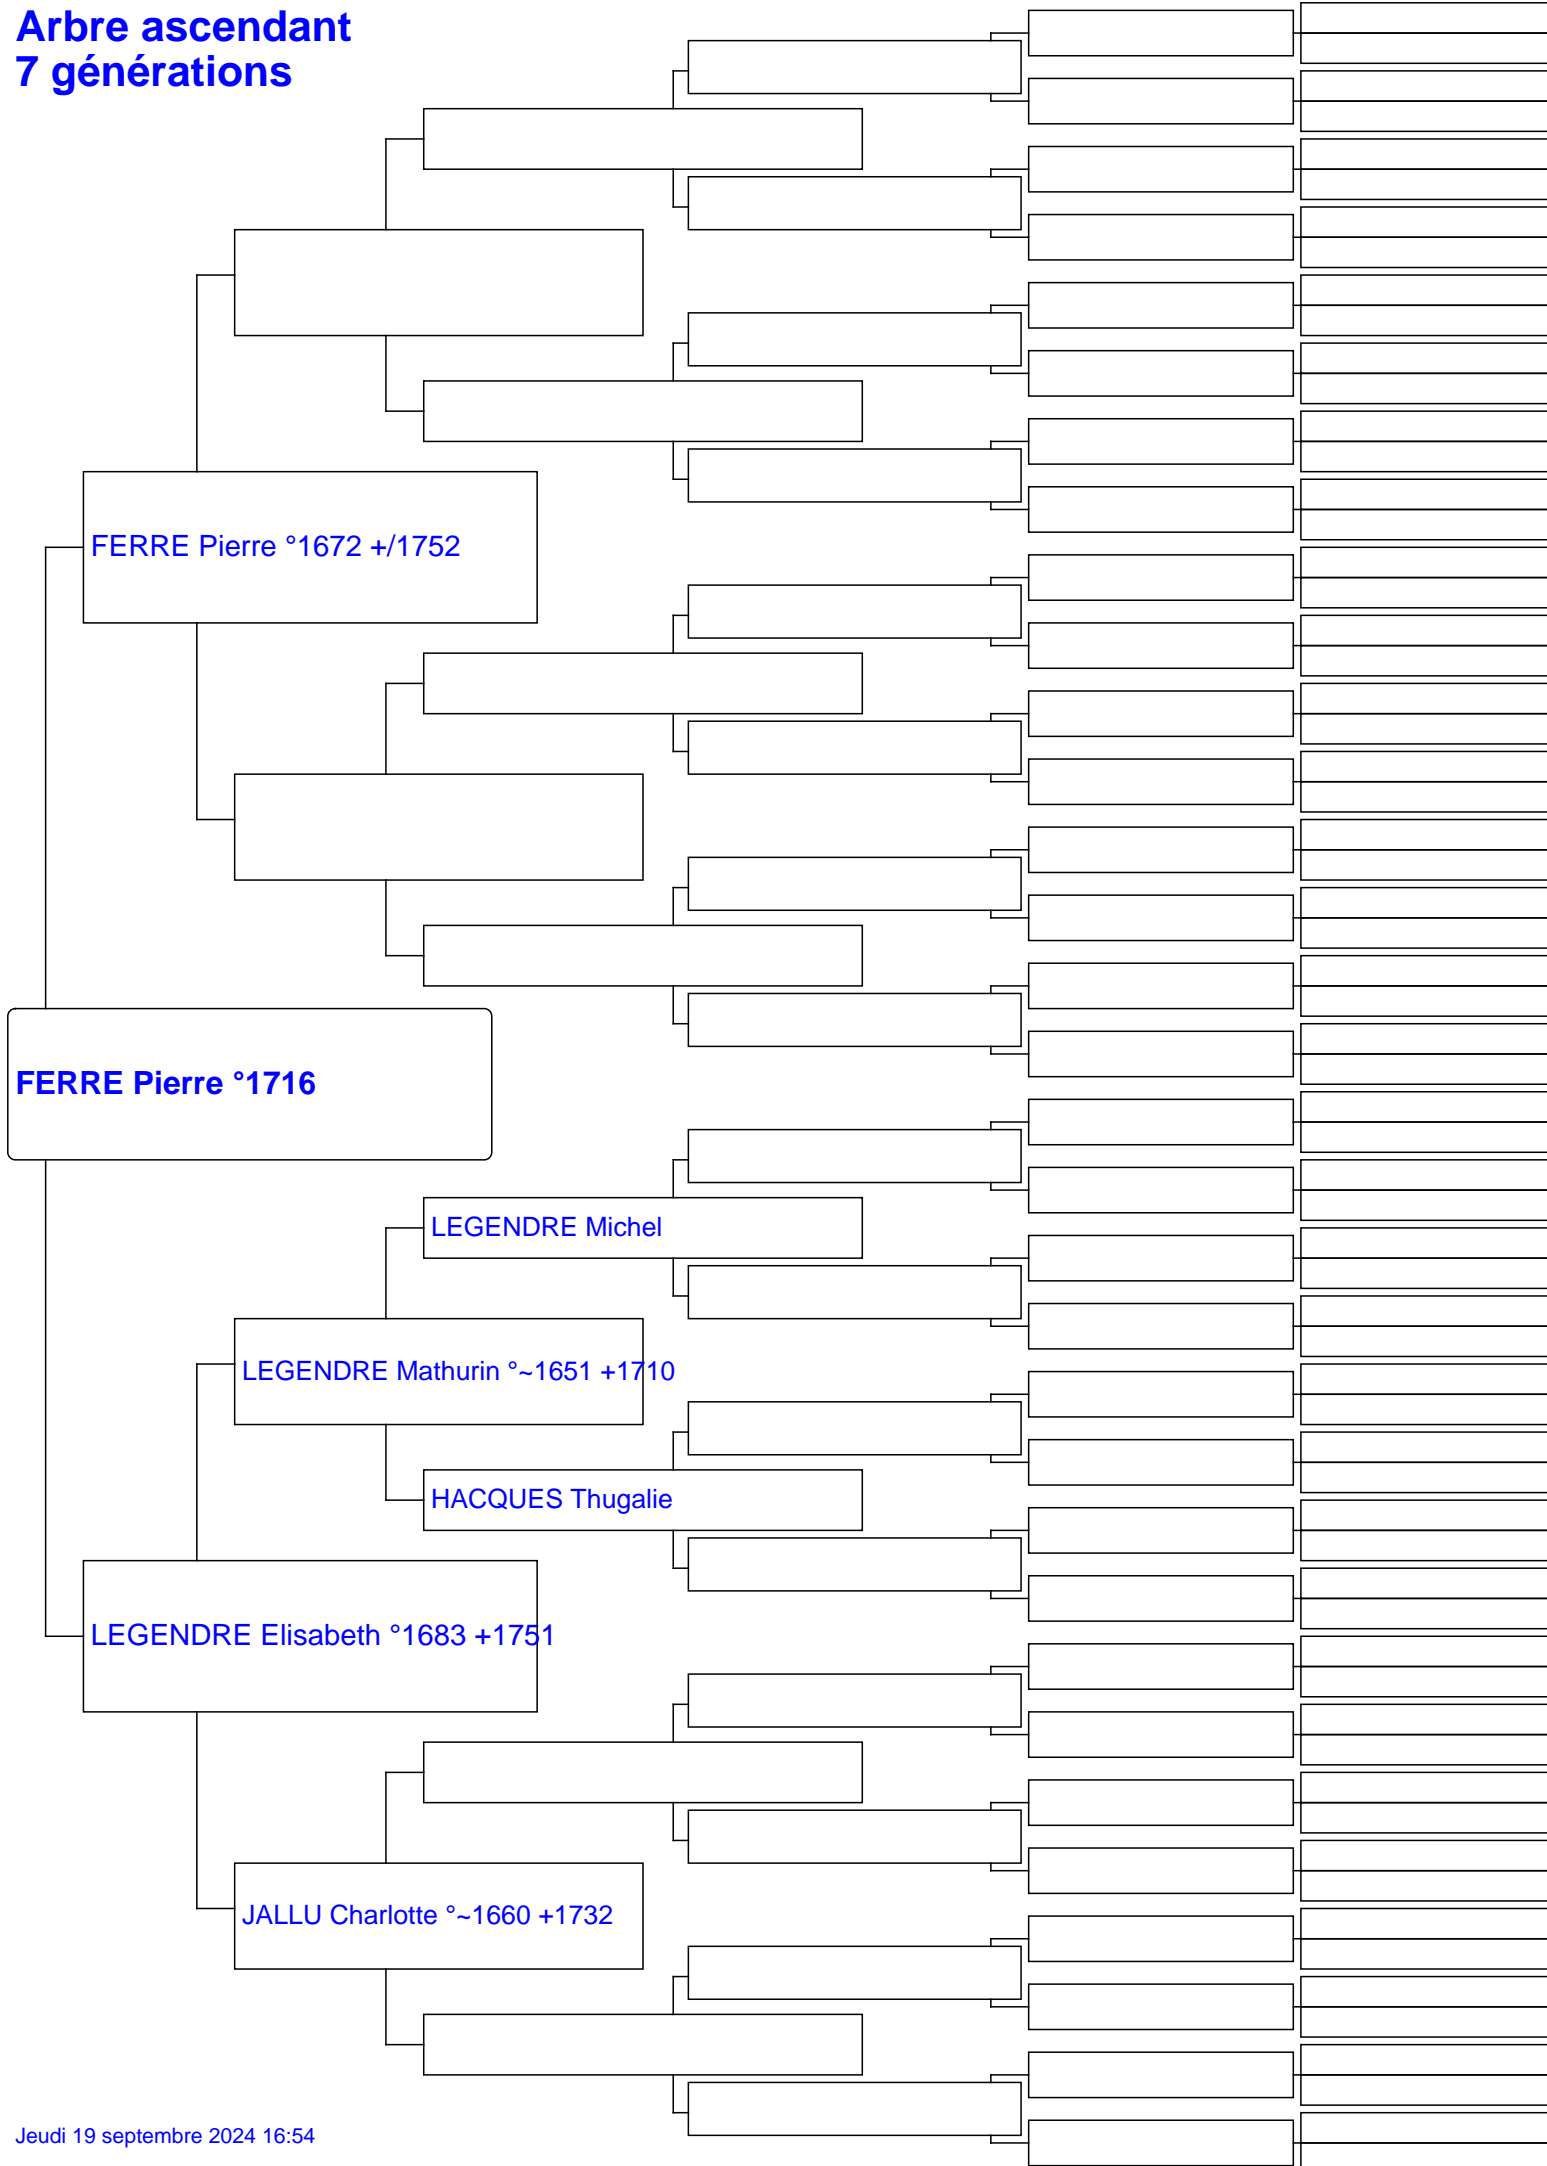 Arbre ascendant
7 générations
FERRE Pierre °1672 +/1752
FERRE Pierre °1716
LEGENDRE Michel
LEGENDRE Mathurin °~1651 +1710
HACQUES Thugalie
LEGENDRE Elisabeth °1683 +1751
JALLU Charlotte °~1660 +1732
Jeudi 19 septembre 2024 16:54